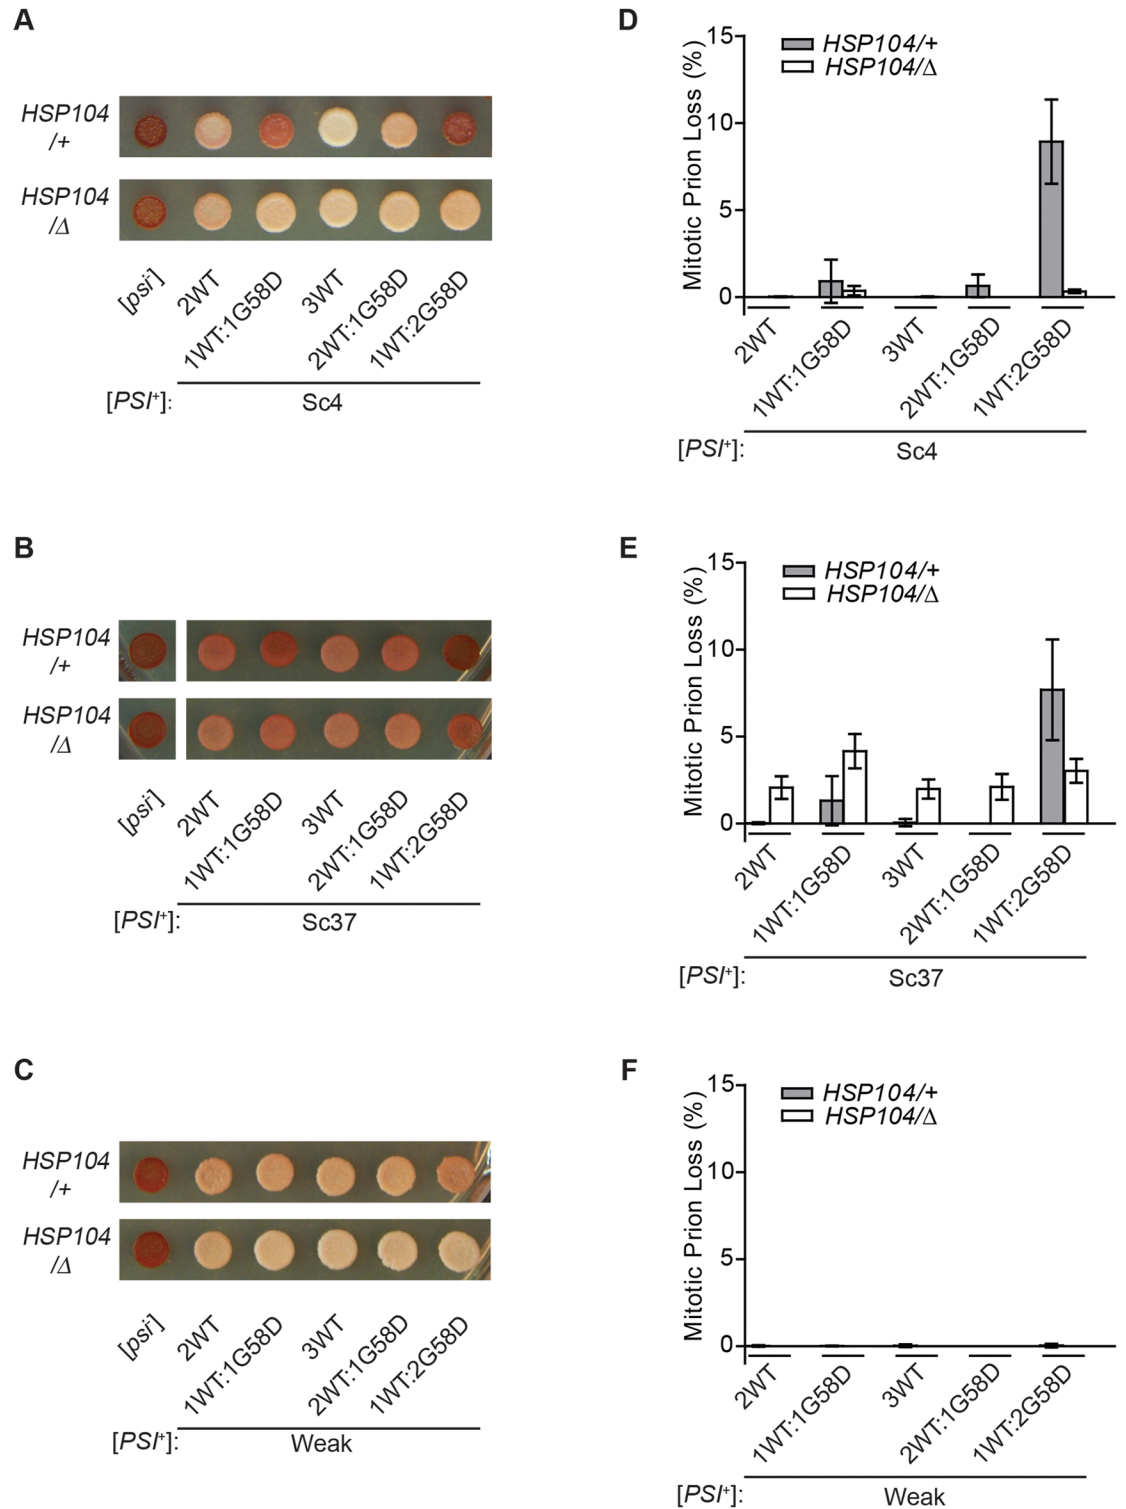 A
HSP104
/+
HSP104
/Δ
[psi-]
2WT
1WT:1G58D
3WT
2WT:1G58D
1WT:2G58D
[PSI+]:
Sc4
D
Mitotic Prion Loss (%)
15
10
5
0
HSP104/+
HSP104/Δ
2WT
1WT:1G58D
3WT
2WT:1G58D
1WT:2G58D
[PSI+]:
Sc4
B
HSP104
/+
HSP104
/Δ
[psi-]
2WT
1WT:1G58D
3WT
2WT:1G58D
1WT:2G58D
[PSI+]:
Sc37
E
Mitotic Prion Loss (%)
15
10
5
0
HSP104/+
HSP104/Δ
2WT
1WT:1G58D
3WT
2WT:1G58D
1WT:2G58D
[PSI+]:
Sc37
C
HSP104
/+
HSP104
/Δ
[psi-]
2WT
1WT:1G58D
3WT
2WT:1G58D
1WT:2G58D
[PSI+]:
Weak
F
Mitotic Prion Loss (%)
15
10
5
0
HSP104/+
HSP104/Δ
2WT
1WT:1G58D
3WT
2WT:1G58D
1WT:2G58D
[PSI+]:
Weak